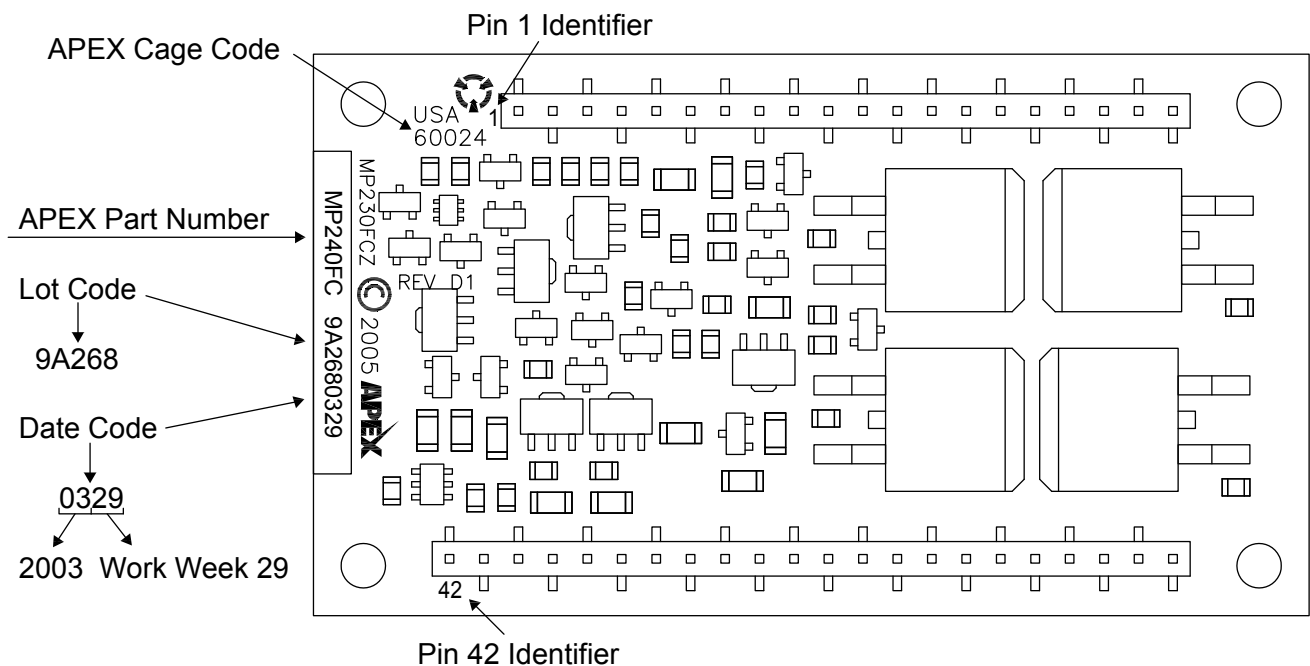 Pin 1 Identifier
APEX Cage Code
USA
60024
1
APEX Part Number
Lot Code
9A268
Date Code
0329
2003 Work Week 29
MP240FC 9A2680329
MP230FCZ
© 2005 APEX
REV D1
42
Pin 42 Identifier